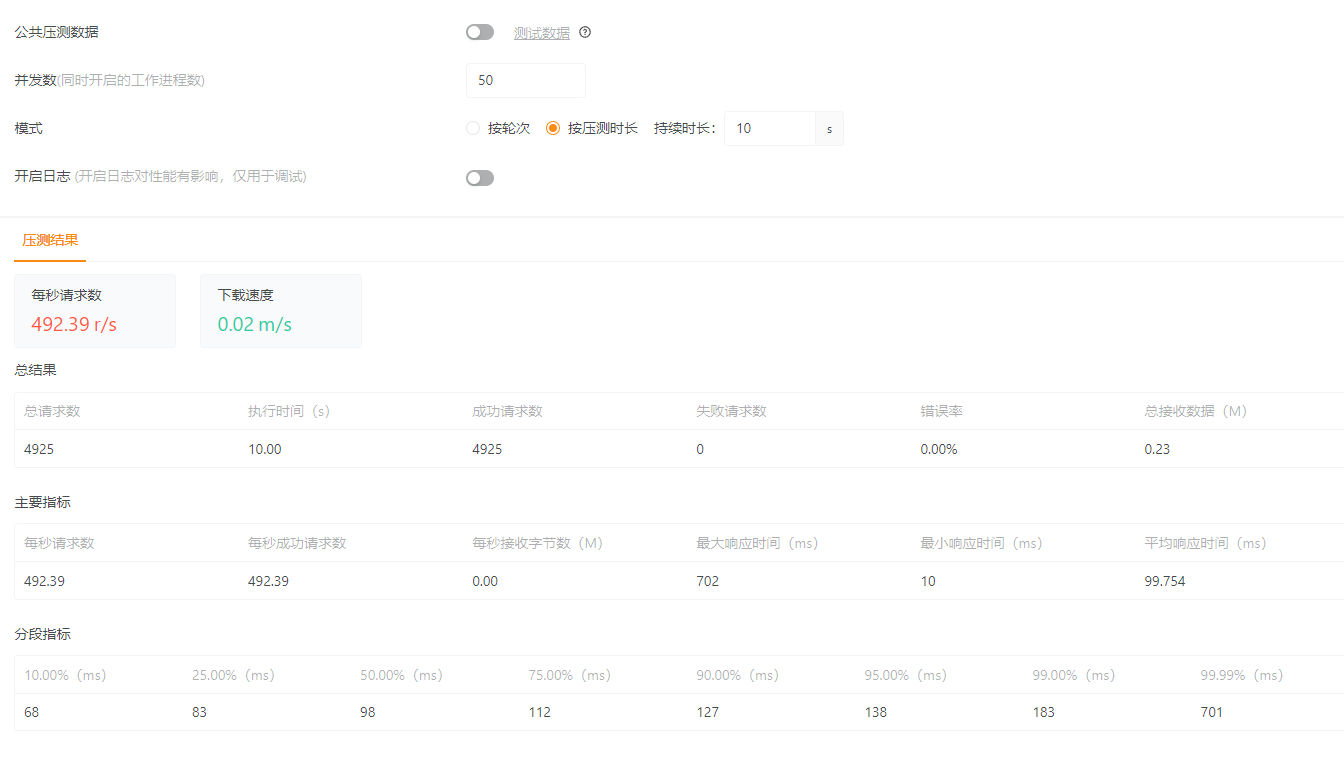 公共压测数据 测试数据
并发数(同时开启的工作进程数) 50
模式 按轮次 按压测时长 持续时长: 10 s
开启日志 (开启日志对性能有影响，仅用于调试)
压测结果
每秒请求数 下载速度
492.39 r/s 0.02 m/s
总结果
总请求数 执行时间（s） 成功请求数 失败请求数 错误率 总接收数据（M）
4925 10.00 4925 0 0.00% 0.23
主要指标
每秒请求数 每秒成功请求数 每秒接收字节数（M） 最大响应时间（ms） 最小响应时间（ms） 平均响应时间（ms）
492.39 492.39 0.00 702 10 99.754
分段指标
10.00%（ms） 25.00%（ms） 50.00%（ms） 75.00%（ms） 90.00%（ms） 95.00%（ms） 99.00%（ms） 99.99%（ms）
68 83 98 112 127 138 183 701